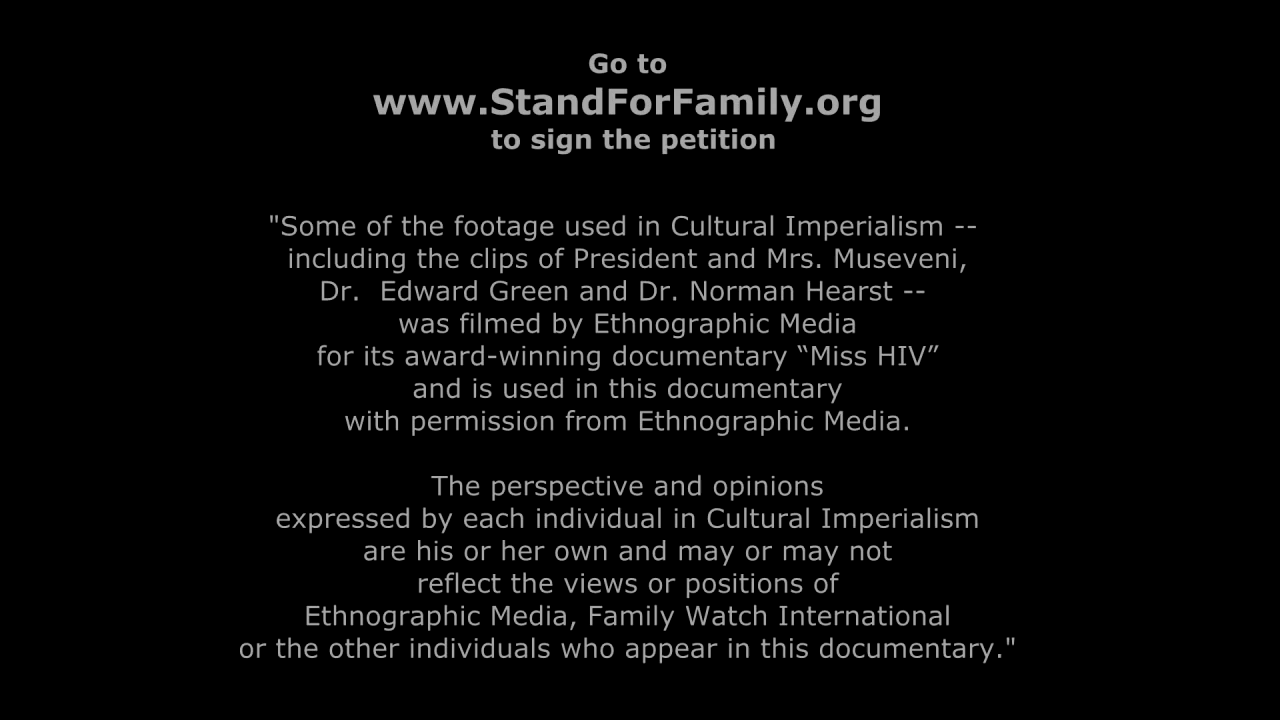 Go to
www.StandForFamily.org
to sign the petition
"Some of the footage used in Cultural Imperialism --
including the clips of President and Mrs. Museveni,
Dr.  Edward Green and Dr. Norman Hearst --
was filmed by Ethnographic Media
for its award-winning documentary “Miss HIV”
and is used in this documentary
with permission from Ethnographic Media.
The perspective and opinions
expressed by each individual in Cultural Imperialism
are his or her own and may or may not
reflect the views or positions of
Ethnographic Media, Family Watch International
or the other individuals who appear in this documentary."